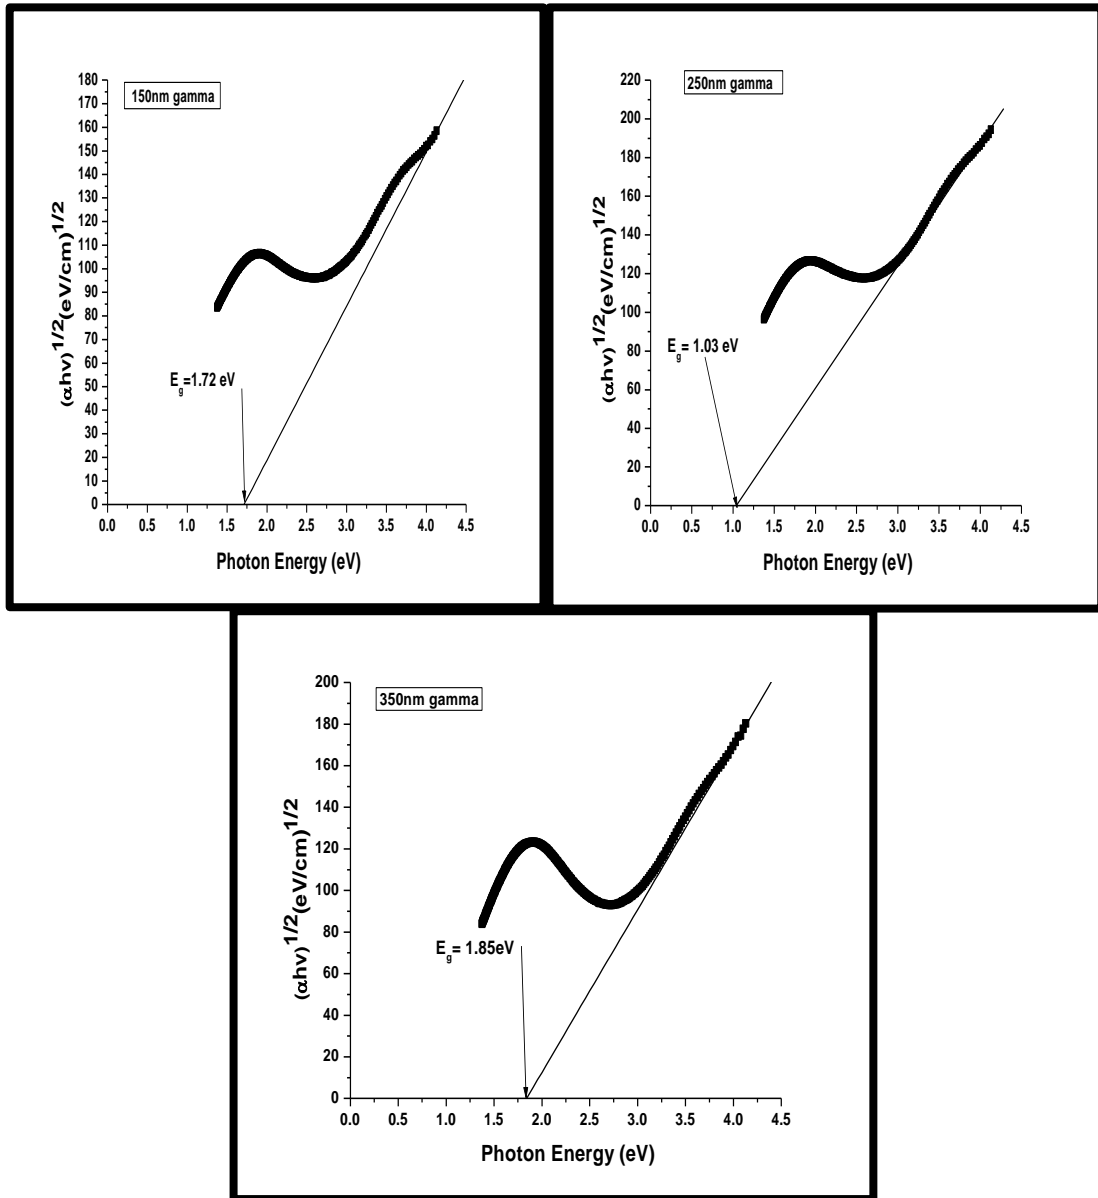 150nm gamma
(αhν)^1/2(eV/cm)^1/2
180
170
160
150
140
130
120
110
100
90
80
70
60
50
40
30
20
10
0
E_g=1.72 eV
0.0 0.5 1.0 1.5 2.0 2.5 3.0 3.5 4.0 4.5
Photon Energy (eV)
250nm gamma
(αhν)^1/2(eV/cm)^1/2
220
200
180
160
140
120
100
80
60
40
20
0
E_g= 1.03 eV
0.0 0.5 1.0 1.5 2.0 2.5 3.0 3.5 4.0 4.5
Photon Energy (eV)
350nm gamma
(αhν)^1/2(eV/cm)^1/2
200
180
160
140
120
100
80
60
40
20
0
E_g= 1.85eV
0.0 0.5 1.0 1.5 2.0 2.5 3.0 3.5 4.0 4.5
Photon Energy (eV)